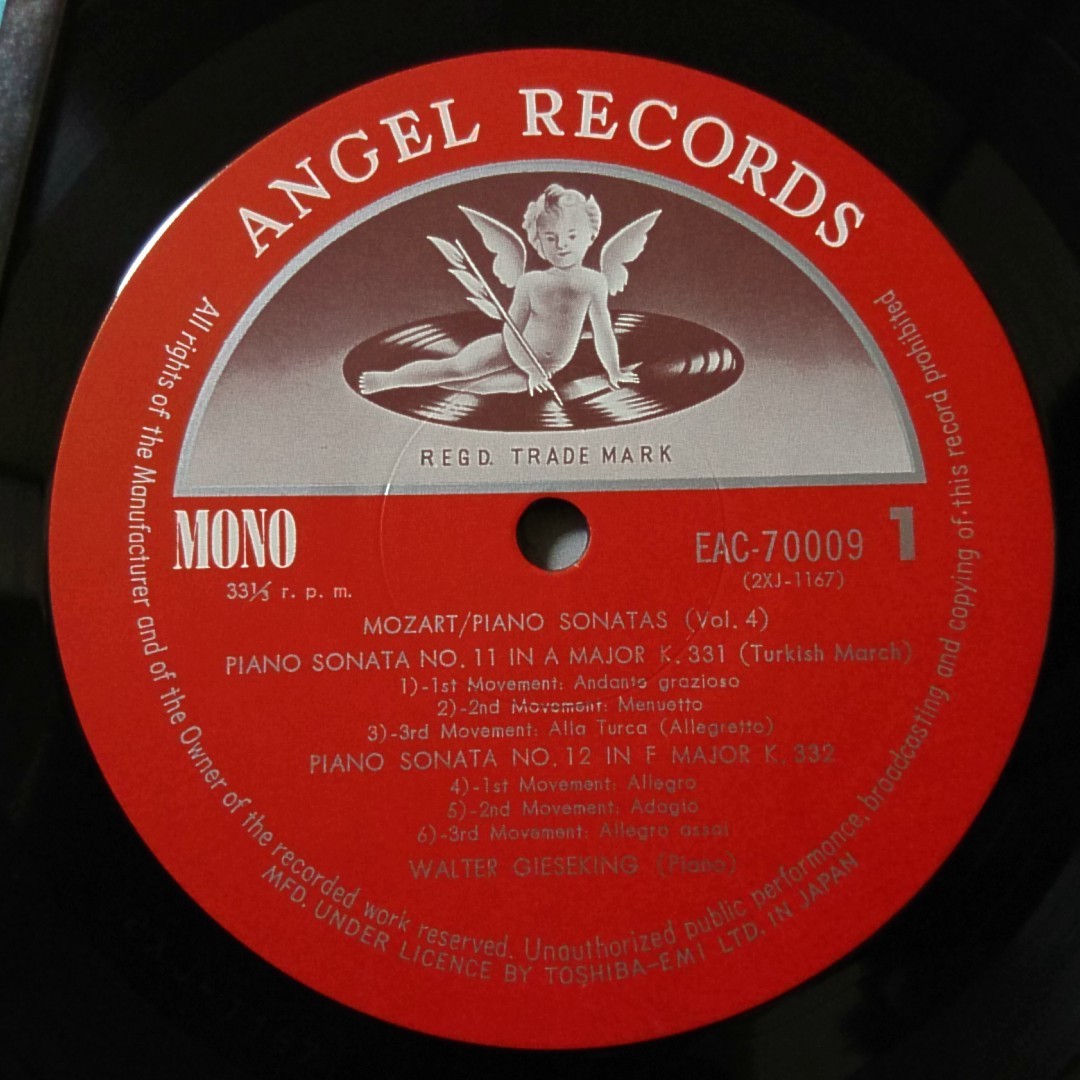 ANGEL RECORDS
REGD. TRADE MARK
MONO
EAC-70009 1
33⅓ r. p. m.
(2XJ-1167)
MOZART/PIANO SONATAS (Vol. 4)
PIANO SONATA NO. 11 IN A MAJOR K. 331 (Turkish March)
1)-1st Movement: Andante grazioso
2)-2nd Movement: Menuetto
3)-3rd Movement: Alla Turca (Allegretto)
PIANO SONATA NO. 12 IN F MAJOR K. 332
4)-1st Movement: Allegro
5)-2nd Movement: Adagio
6)-3rd Movement: Allegro assai
WALTER GIESEKING (Piano)
All rights of the Manufacturer and of the Owner of the recorded work reserved. Unauthorized public performance, broadcasting and copying of this record prohibited
MFD. UNDER LICENCE BY TOSHIBA-EMI LTD. IN JAPAN